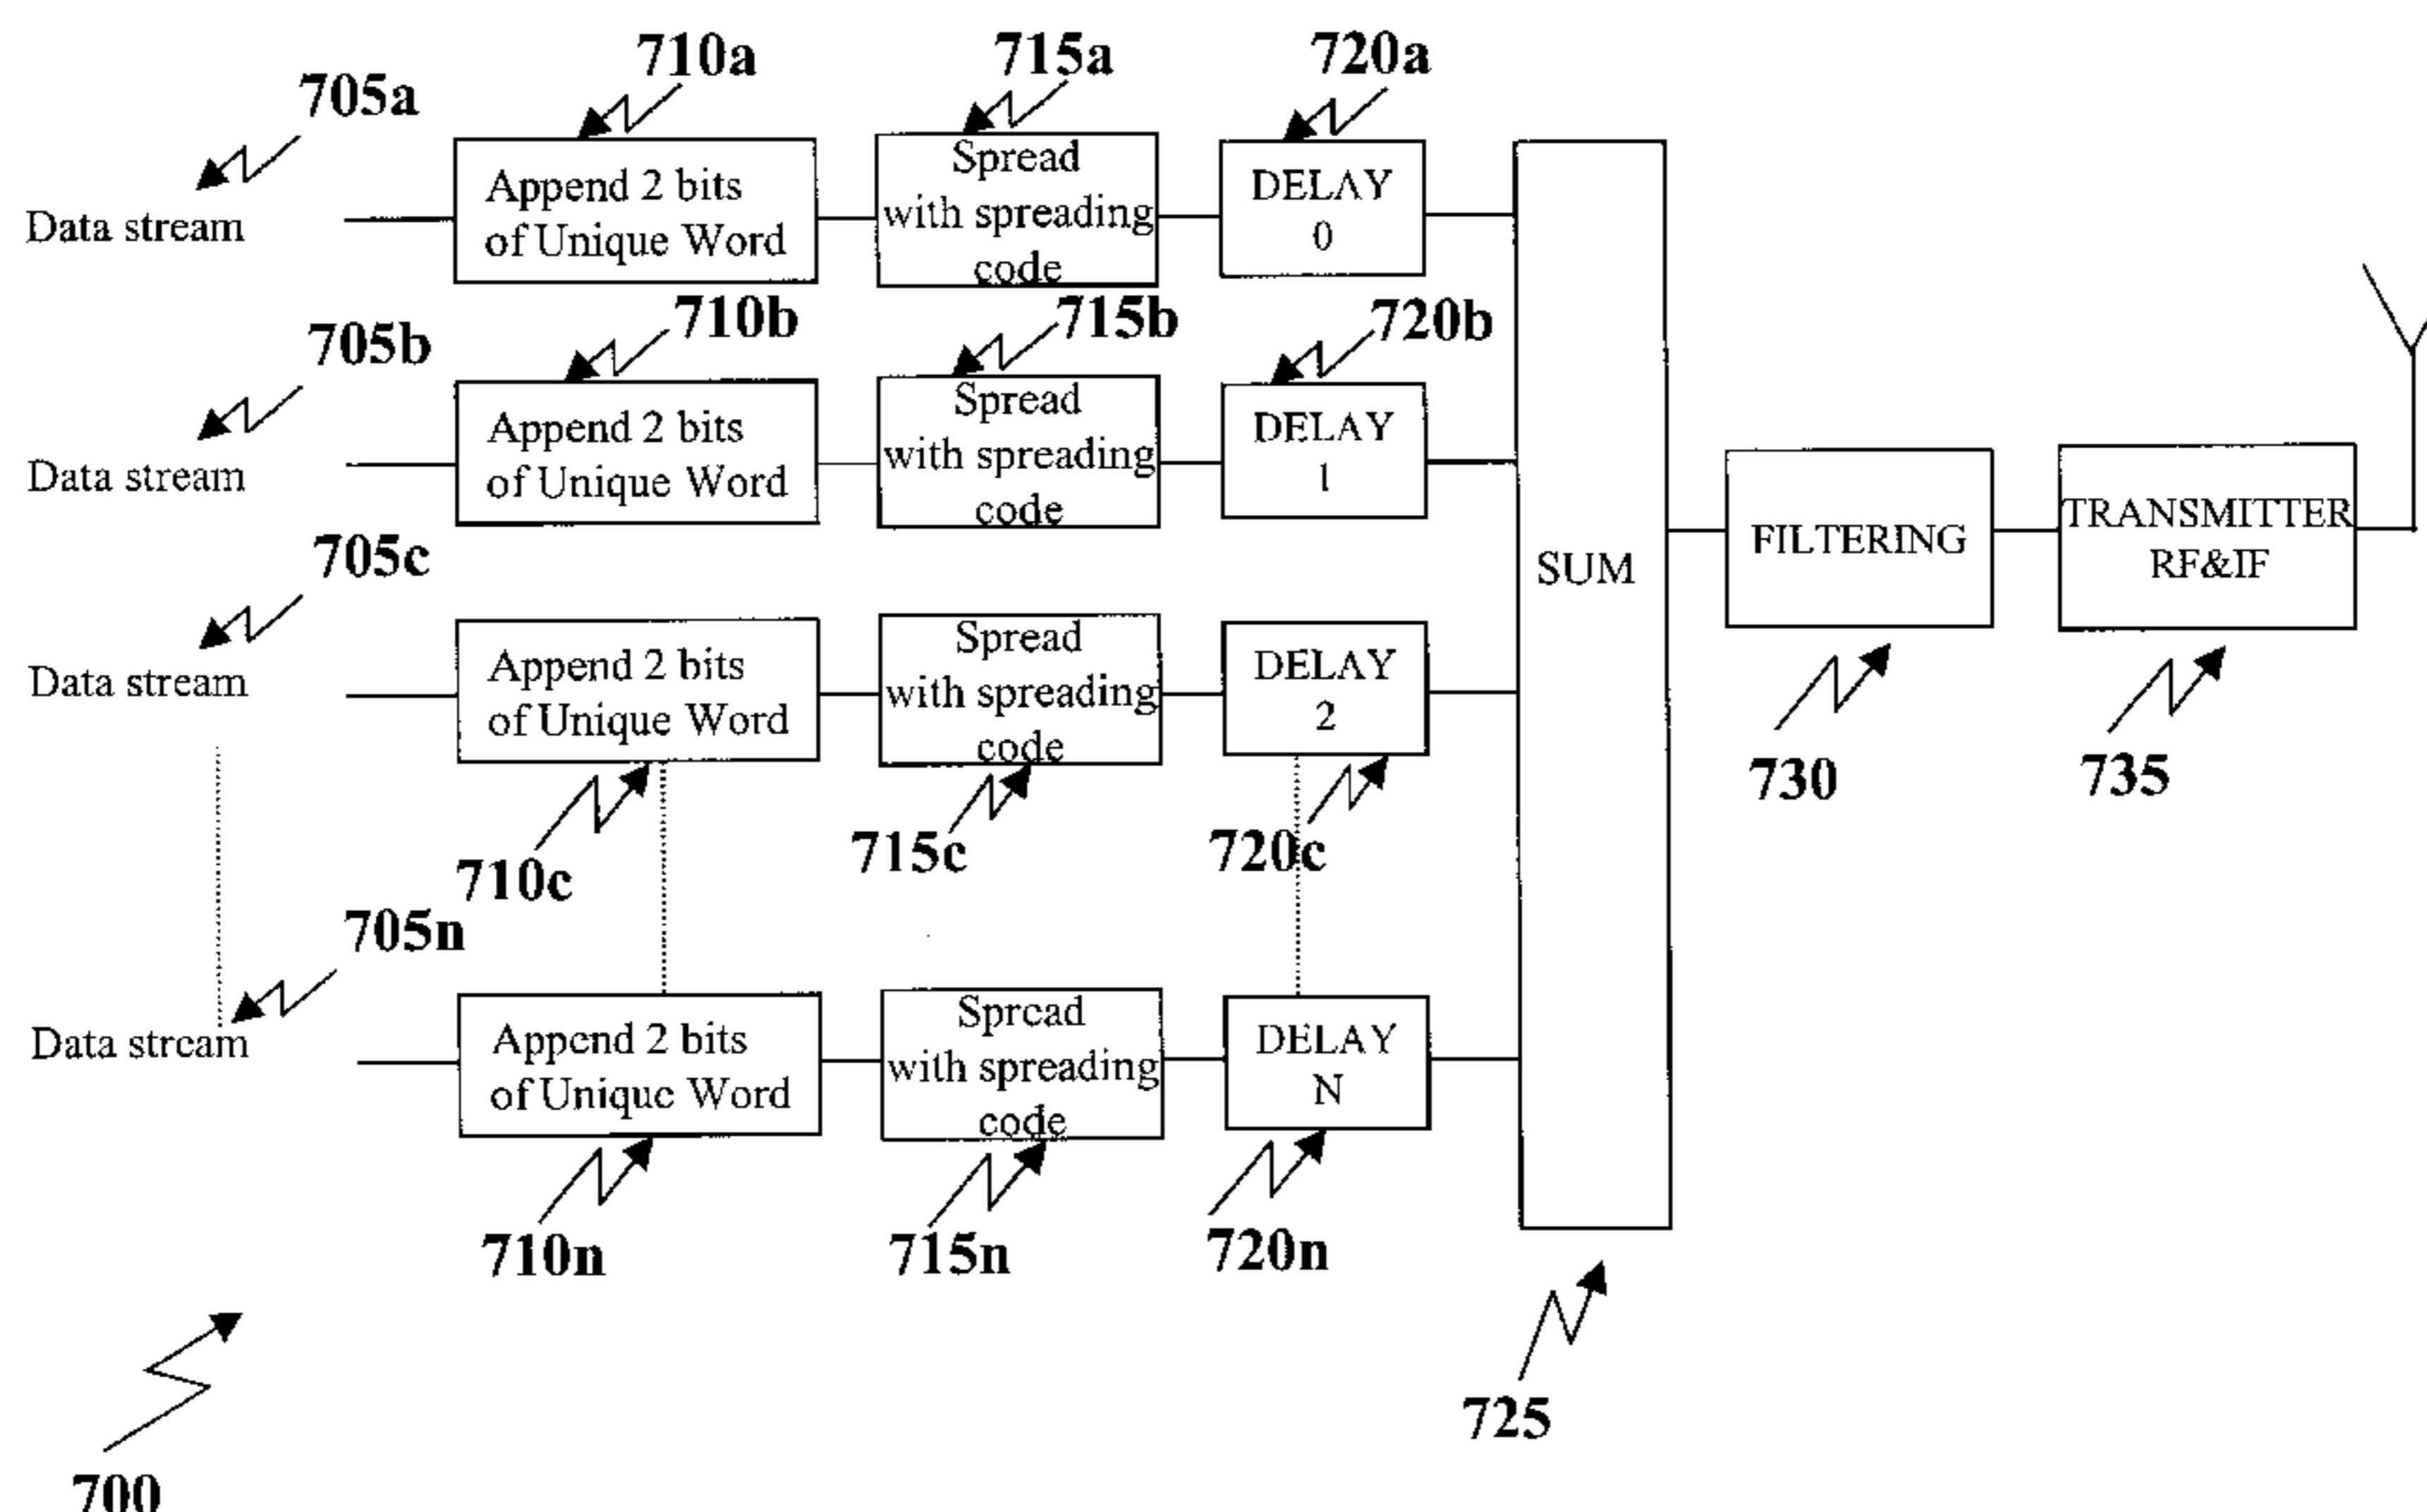 710a
715a
720a
705a
Append 2 bits
of Unique Word
Spread
with spreading
code
DELAY
0
Data stream
710b
715b
720b
705b
Append 2 bits
of Unique Word
Spread
with spreading
code
DELAY
1
Data stream
705c
SUM
FILTERING
TRANSMITTER
RF&IF
Append 2 bits
of Unique Word
Spread
with spreading
code
DELAY
2
Data stream
730
735
710c
715c
720c
705n
Append 2 bits
of Unique Word
Spread
with spreading
code
DELAY
N
Data stream
710n
715n
720n
725
700